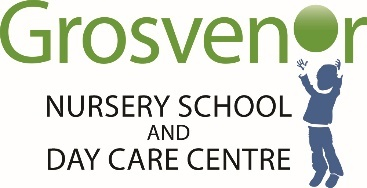 Grosvenor
NURSERY SCHOOL
AND
DAY CARE CENTRE